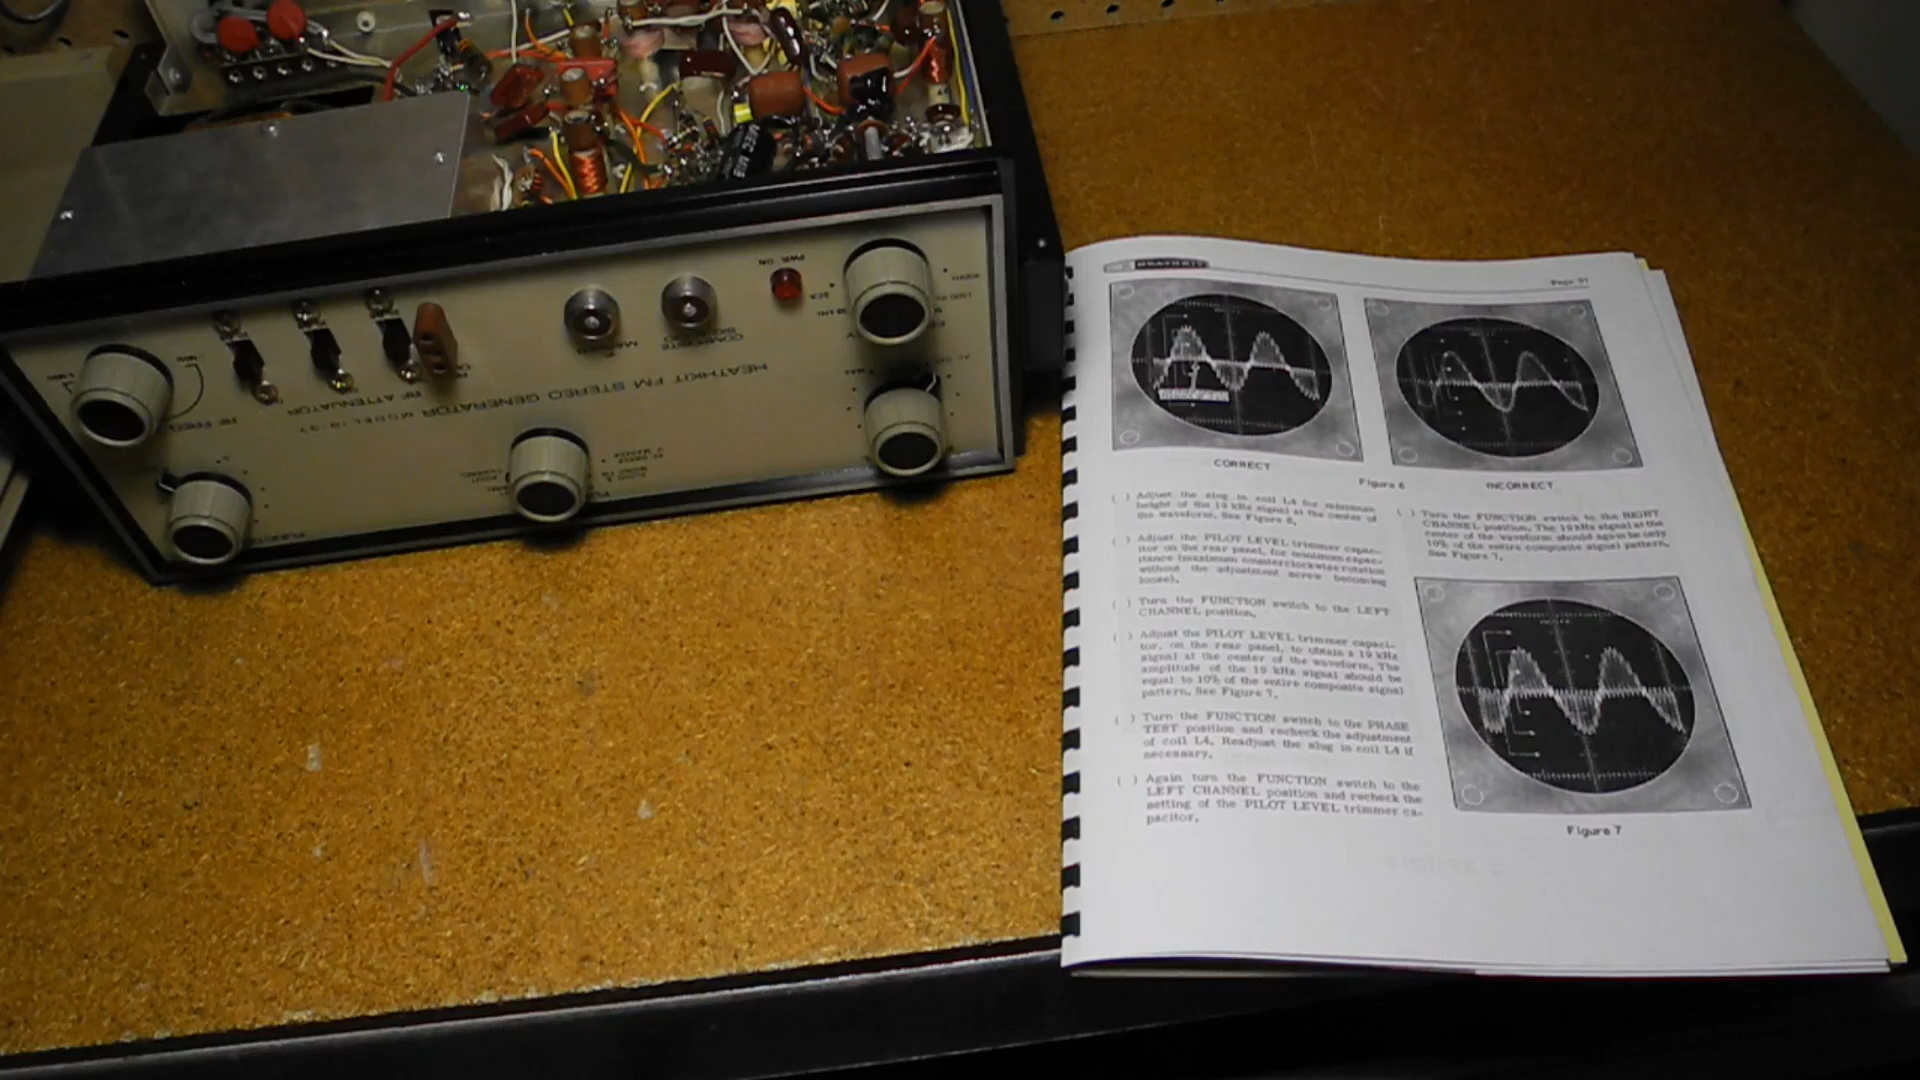 HEATHKIT
PWR. ON
SCA
COMPOSITE
HEATHKIT FM STEREO GENERATOR MODEL IG-37
RF ATTENUATOR
RF FREQ
CORRECT
Figure 6
INCORRECT
( ) Adjust the slug in coil L4 for minimum
height of the 19 kHz signal at the center of
the waveform. See Figure 6.
( ) Adjust the PILOT LEVEL trimmer capac-
itor on the rear panel, for minimum capac-
itance (maximum counterclockwise rotation
without the adjustment screw becoming
loose).
( ) Turn the FUNCTION switch to the LEFT
CHANNEL position.
( ) Adjust the PILOT LEVEL trimmer capaci-
tor, on the rear panel, to obtain a 19 kHz
signal at the center of the waveform. The
amplitude of the 19 kHz signal should be
equal to 10% of the entire composite signal
pattern. See Figure 7.
( ) Turn the FUNCTION switch to the PHASE
TEST position and recheck the adjustment
of coil L4. Readjust the slug in coil L4 if
necessary.
( ) Again turn the FUNCTION switch to the
LEFT CHANNEL position and recheck the
setting of the PILOT LEVEL trimmer ca-
pacitor.
( ) Turn the FUNCTION switch to the RIGHT
CHANNEL position. The 19 kHz signal at the
center of the waveform should again be only
10% of the entire composite signal pattern.
See Figure 7.
Figure 7